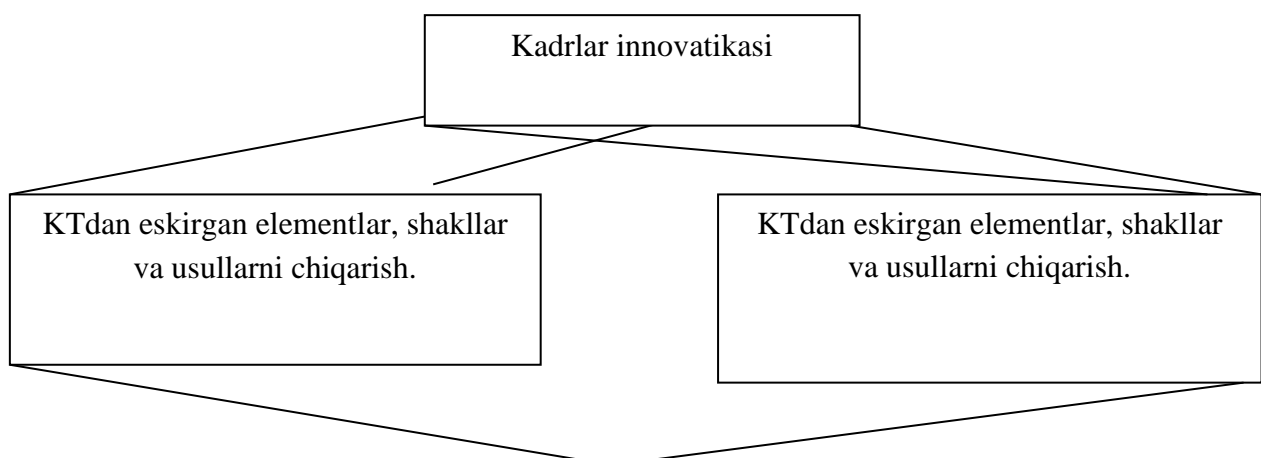 Kadrlar innovatikasi
KTdan eskirgan elementlar, shakllar
va usullarni chiqarish.
KTdan eskirgan elementlar, shakllar
va usullarni chiqarish.